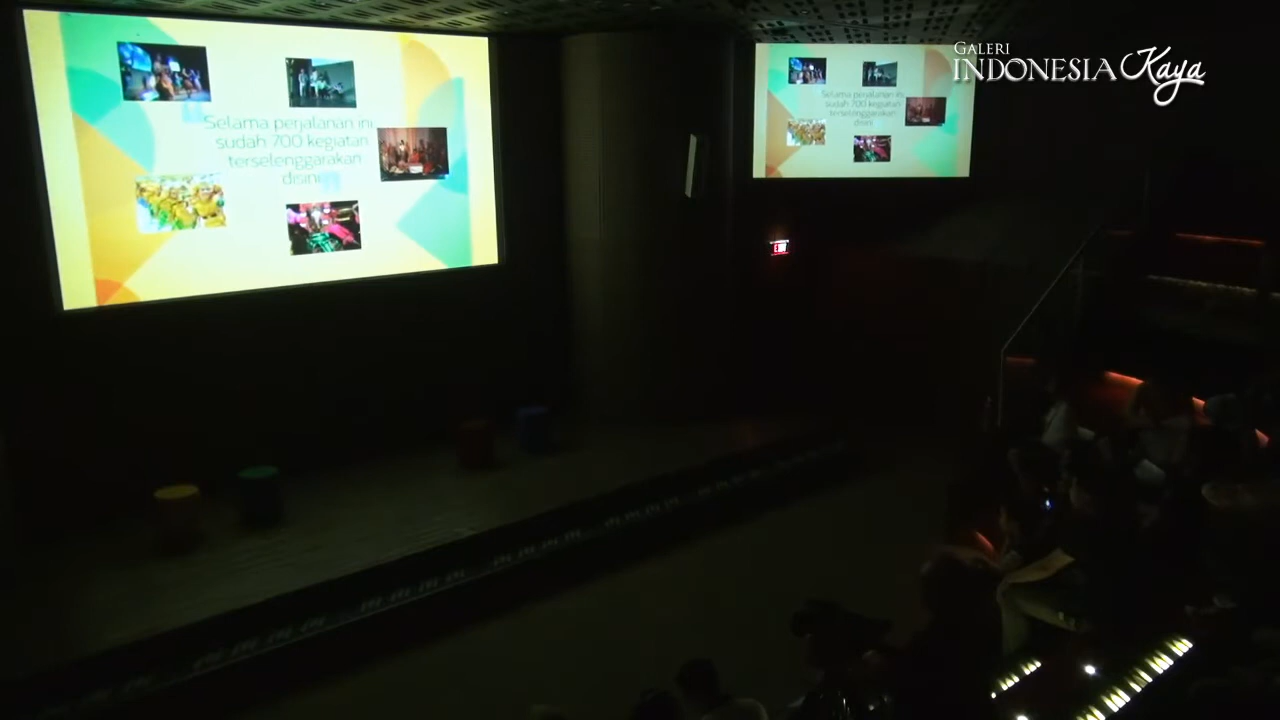 Selama perjalanan ini
sudah 700 kegiatan
terselenggarakan
disini
Selama perjalanan ini
sudah 700 kegiatan
terselenggarakan
disini
GALERI
INDONESIA Kaya
EXIT